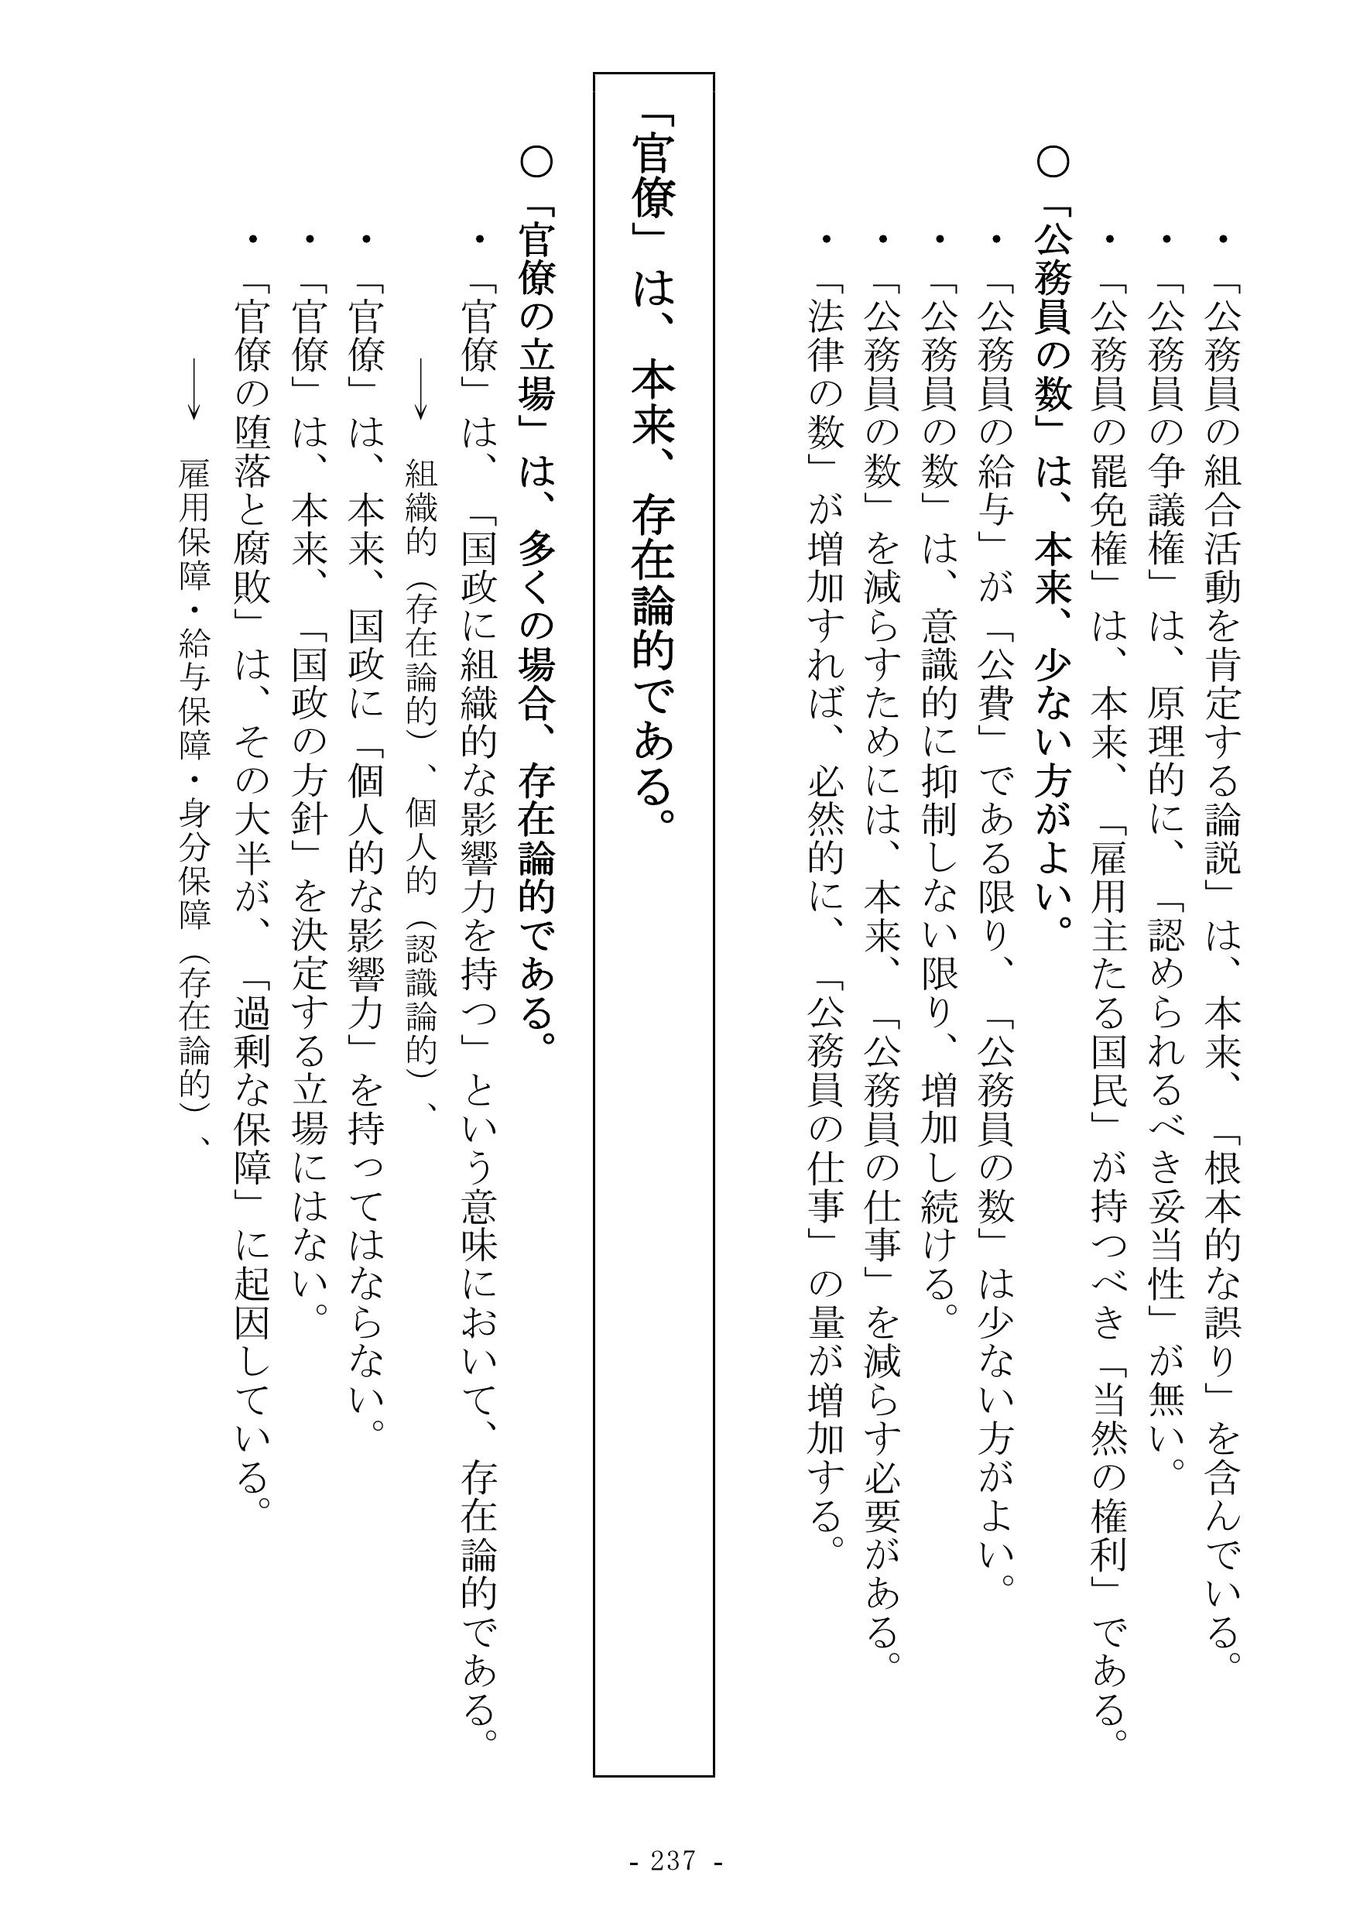 ・「公務員の組合活動を肯定する論説」は、本来、「根本的な誤り」を含んでいる。
・「公務員の争議権」は、原理的に、「認められるべき妥当性」が無い。
・「公務員の罷免権」は、本来、「雇用主たる国民」が持つべき「当然の権利」である。
○「公務員の数」は、本来、少ない方がよい。
・「公務員の給与」が「公費」である限り、「公務員の数」は少ない方がよい。
・「公務員の数」は、意識的に抑制しない限り、増加し続ける。
・「公務員の数」を減らすためには、本来、「公務員の仕事」を減らす必要がある。
・「法律の数」が増加すれば、必然的に、「公務員の仕事」の量が増加する。
「官僚」は、本来、存在論的である。
○「官僚の立場」は、多くの場合、存在論的である。
・「官僚」は、「国政に組織的な影響力を持つ」という意味において、存在論的である。
→ 組織的（存在論的）、個人的（認識論的）、
・「官僚」は、本来、国政に「個人的な影響力」を持ってはならない。
・「官僚」は、本来、「国政の方針」を決定する立場にはない。
・「官僚の堕落と腐敗」は、その大半が、「過剰な保障」に起因している。
→ 雇用保障・給与保障・身分保障（存在論的）、
- 237 -